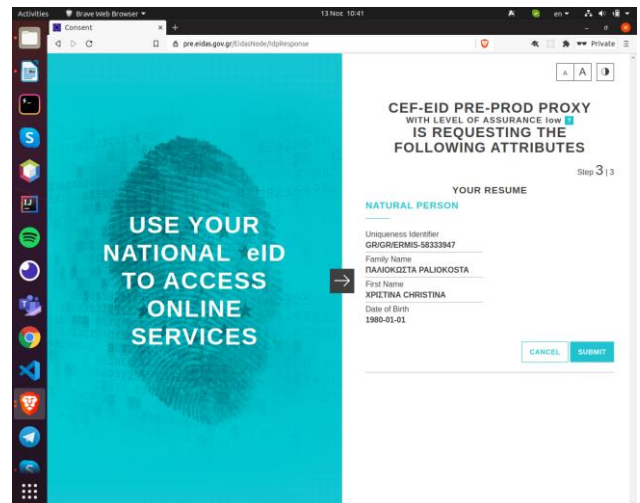 Activities
Brave Web Browser
13 Νοε 10:41
en
Consent
pre.eidas.gov.gr/EidasNode/IdpResponse
Private
A A
CEF-EID PRE-PROD PROXY
WITH LEVEL OF ASSURANCE low ?
IS REQUESTING THE
FOLLOWING ATTRIBUTES
Step 3 | 3
YOUR RESUME
NATURAL PERSON
Uniqueness Identifier
GR/GR/ERMIS-58333947
Family Name
ΠΑΛΙΟΚΩΣΤΑ PALIOKOSTA
First Name
ΧΡΙΣΤΙΝΑ CHRISTINA
Date of Birth
1980-01-01
CANCEL
SUBMIT
USE YOUR
NATIONAL eID
TO ACCESS
ONLINE
SERVICES